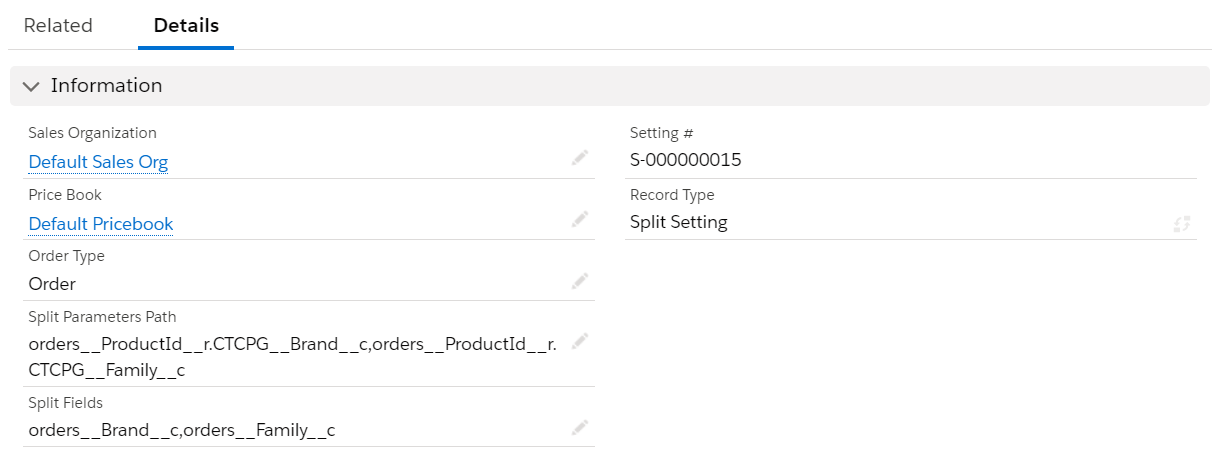 Related
Details
Information
Sales Organization
Default Sales Org
Price Book
Default Pricebook
Order Type
Order
Split Parameters Path
orders__ProductId__r.CTCPG__Brand__c,orders__ProductId__r.
CTCPG__Family__c
Split Fields
orders__Brand__c,orders__Family__c
Setting #
S-000000015
Record Type
Split Setting